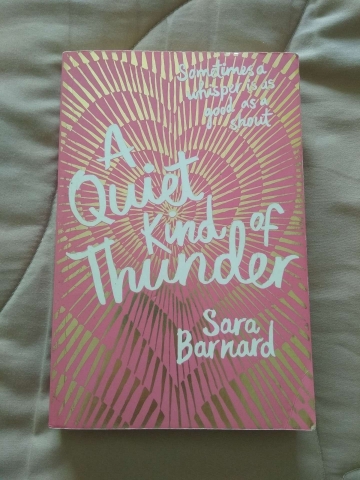 Sometimes a
whisper is as
good as a
shout
A
Quiet
Kind of
Thunder
Sara
Barnard